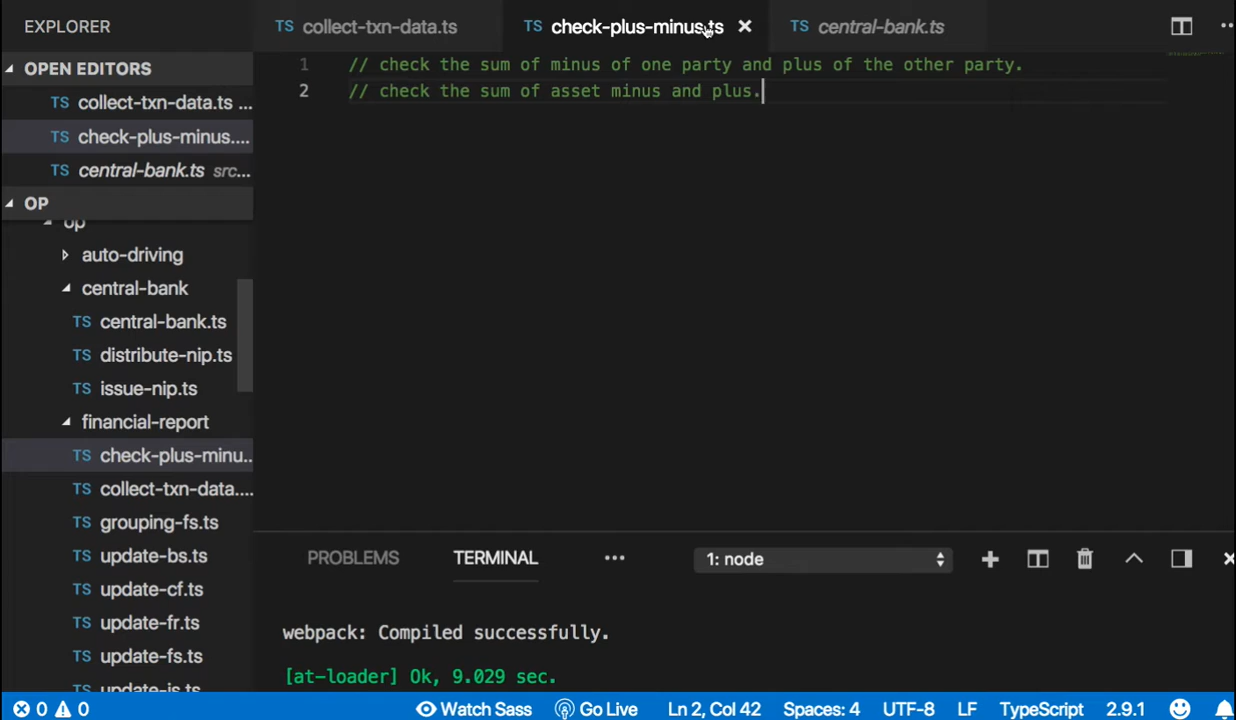 EXPLORER
TS collect-txn-data.ts
TS check-plus-minus.ts
TS central-bank.ts
OPEN EDITORS
TS collect-txn-data.ts ...
TS check-plus-minus....
TS central-bank.ts src...
OP
op
auto-driving
central-bank
TS central-bank.ts
TS distribute-nip.ts
TS issue-nip.ts
financial-report
TS check-plus-minu..
TS collect-txn-data....
TS grouping-fs.ts
TS update-bs.ts
TS update-cf.ts
TS update-fr.ts
TS update-fs.ts
TS update-is.ts
1 // check the sum of minus of one party and plus of the other party.
2 // check the sum of asset minus and plus.
PROBLEMS TERMINAL ... 1: node
webpack: Compiled successfully.
[at-loader] Ok, 9.029 sec.
0 0 Watch Sass Go Live Ln 2, Col 42 Spaces: 4 UTF-8 LF TypeScript 2.9.1